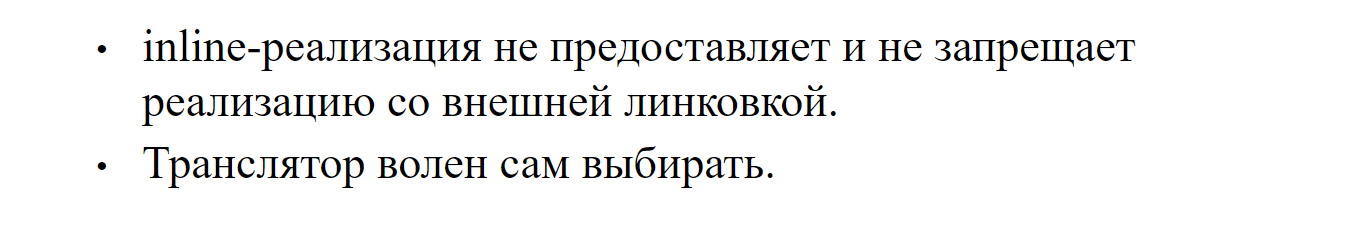 • inline-реализация не предоставляет и не запрещает
реализацию со внешней линковкой.
• Транслятор волен сам выбирать.